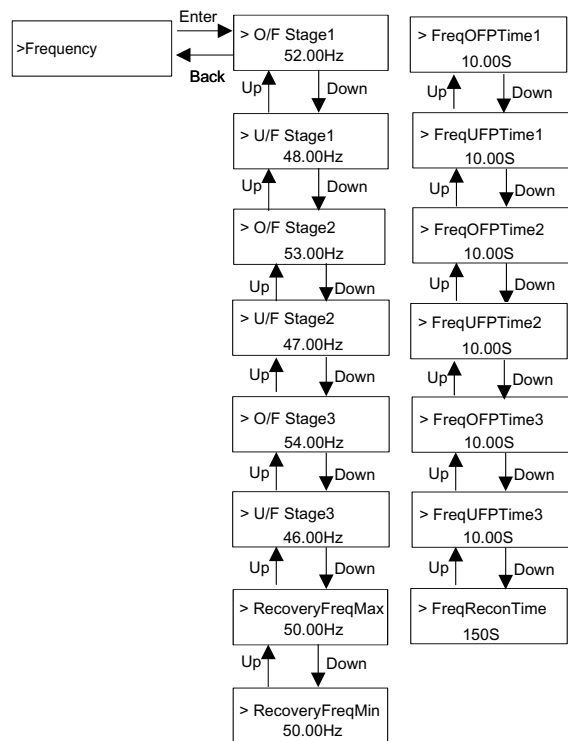 >Frequency
Enter
Back
> O/F Stage1
52.00Hz
Up
Down
> U/F Stage1
48.00Hz
Up
Down
> O/F Stage2
53.00Hz
Up
Down
> U/F Stage2
47.00Hz
Up
Down
> O/F Stage3
54.00Hz
Up
Down
> U/F Stage3
46.00Hz
Up
Down
> RecoveryFreqMax
50.00Hz
Up
Down
> RecoveryFreqMin
50.00Hz
> FreqOFPTime1
10.00S
Up
Down
> FreqUFPTime1
10.00S
Up
Down
> FreqOFPTime2
10.00S
Up
Down
> FreqUFPTime2
10.00S
Up
Down
> FreqOFPTime3
10.00S
Up
Down
> FreqUFPTime3
10.00S
Up
Down
> FreqReconTime
150S